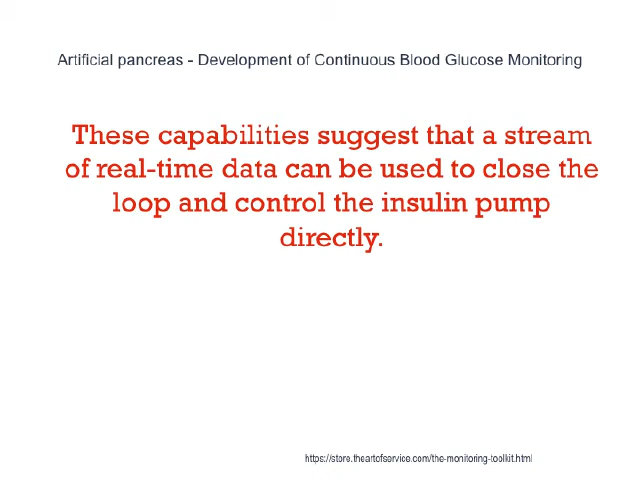 Artificial pancreas - Development of Continuous Blood Glucose Monitoring
These capabilities suggest that a stream
of real-time data can be used to close the
loop and control the insulin pump
directly.
https://store.theartofservice.com/the-monitoring-toolkit.html